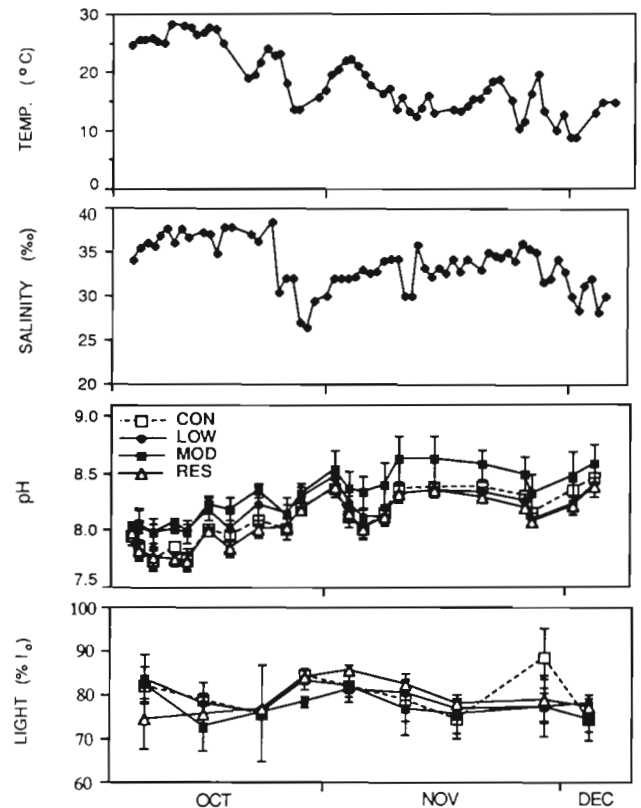 30
20
10
0
TEMP. (°C)
40
35
30
25
20
SALINITY (‰)
9.0
8.5
8.0
7.5
pH
CON
LOW
MOD
RES
100
90
80
70
60
LIGHT (% Iₒ)
OCT NOV DEC